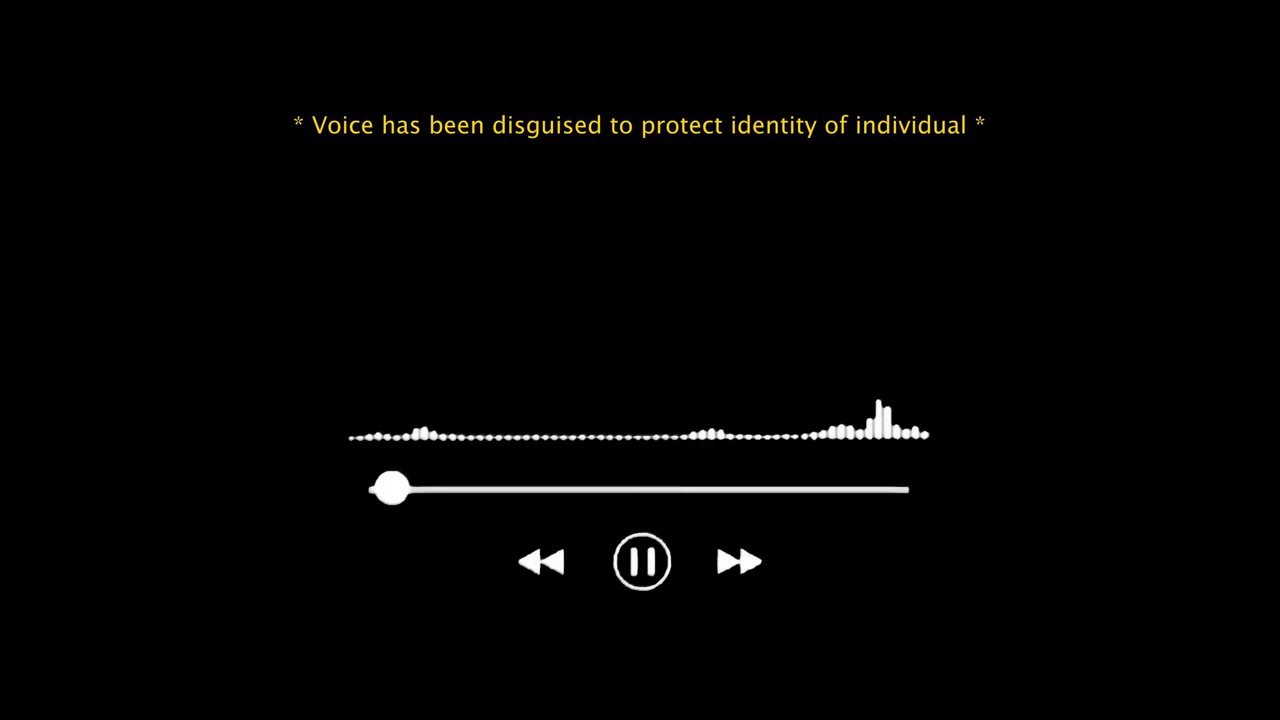 * Voice has been disguised to protect identity of individual *